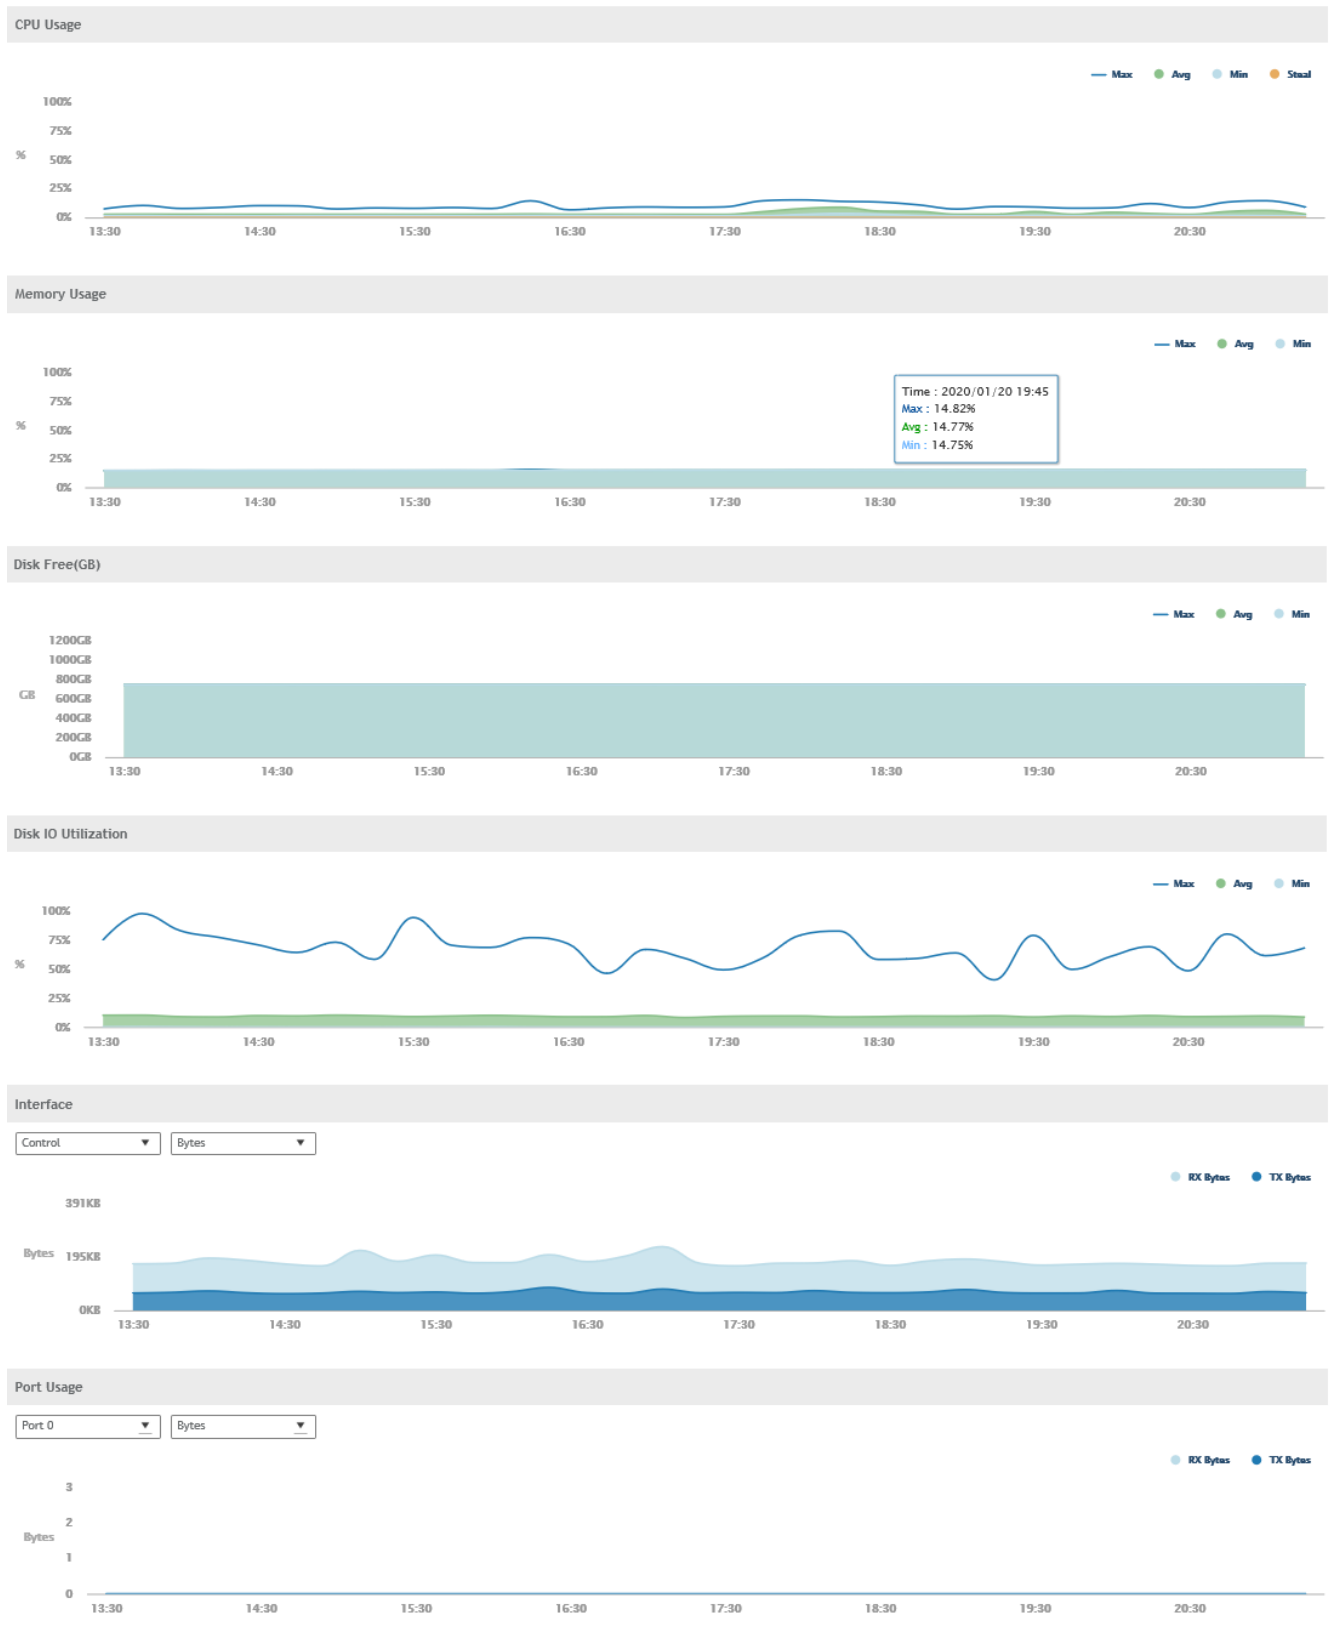 CPU Usage
Max Avg Min Steal
100%
75%
% 50%
25%
0%
13:30 14:30 15:30 16:30 17:30 18:30 19:30 20:30
Memory Usage
Max Avg Min
100%
75%
% 50%
25%
0%
Time : 2020/01/20 19:45
Max : 14.82%
Avg : 14.77%
Min : 14.75%
13:30 14:30 15:30 16:30 17:30 18:30 19:30 20:30
Disk Free(GB)
Max Avg Min
1200GB
1000GB
800GB
GB 600GB
400GB
200GB
0GB
13:30 14:30 15:30 16:30 17:30 18:30 19:30 20:30
Disk IO Utilization
Max Avg Min
100%
75%
% 50%
25%
0%
13:30 14:30 15:30 16:30 17:30 18:30 19:30 20:30
Interface
Control Bytes
RX Bytes TX Bytes
391KB
Bytes 195KB
0KB
13:30 14:30 15:30 16:30 17:30 18:30 19:30 20:30
Port Usage
Port 0 Bytes
RX Bytes TX Bytes
3
2
Bytes
1
0
13:30 14:30 15:30 16:30 17:30 18:30 19:30 20:30